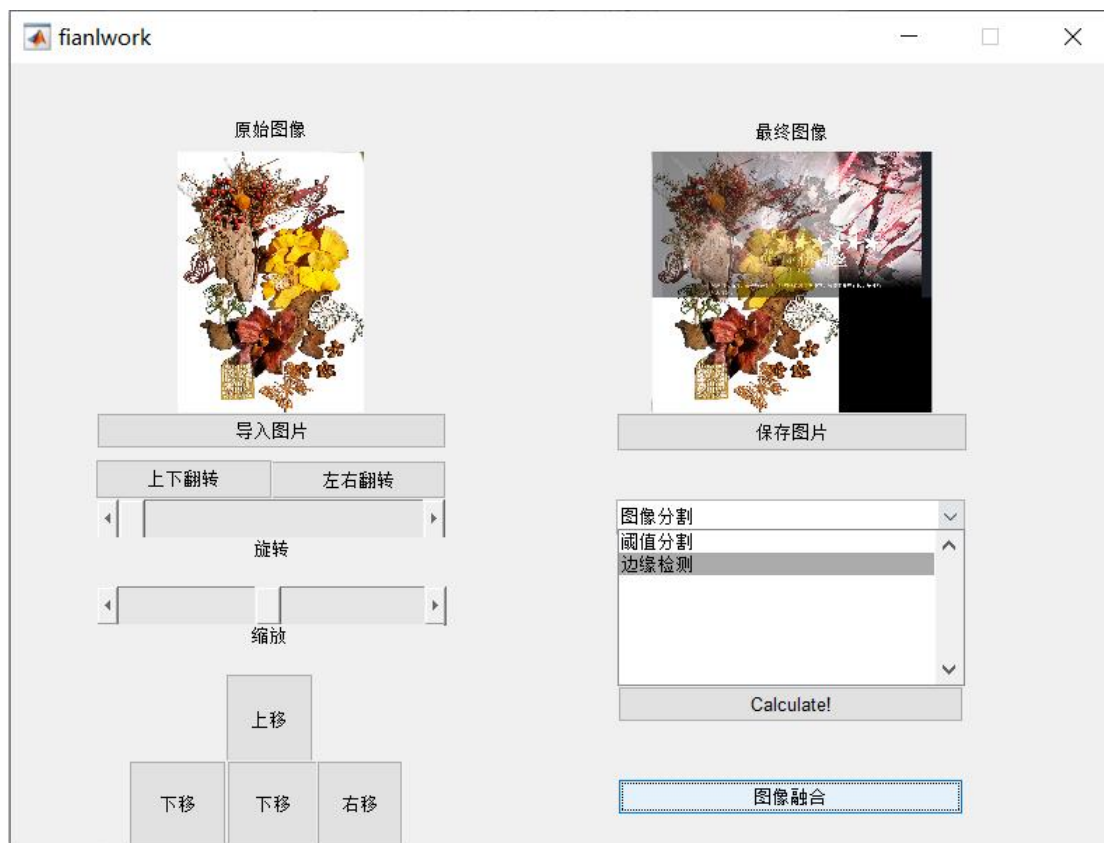 fianlwork
原始图像
最终图像
导入图片
保存图片
上下翻转
左右翻转
旋转
缩放
图像分割
阈值分割
边缘检测
Calculate!
上移
下移
下移
右移
图像融合